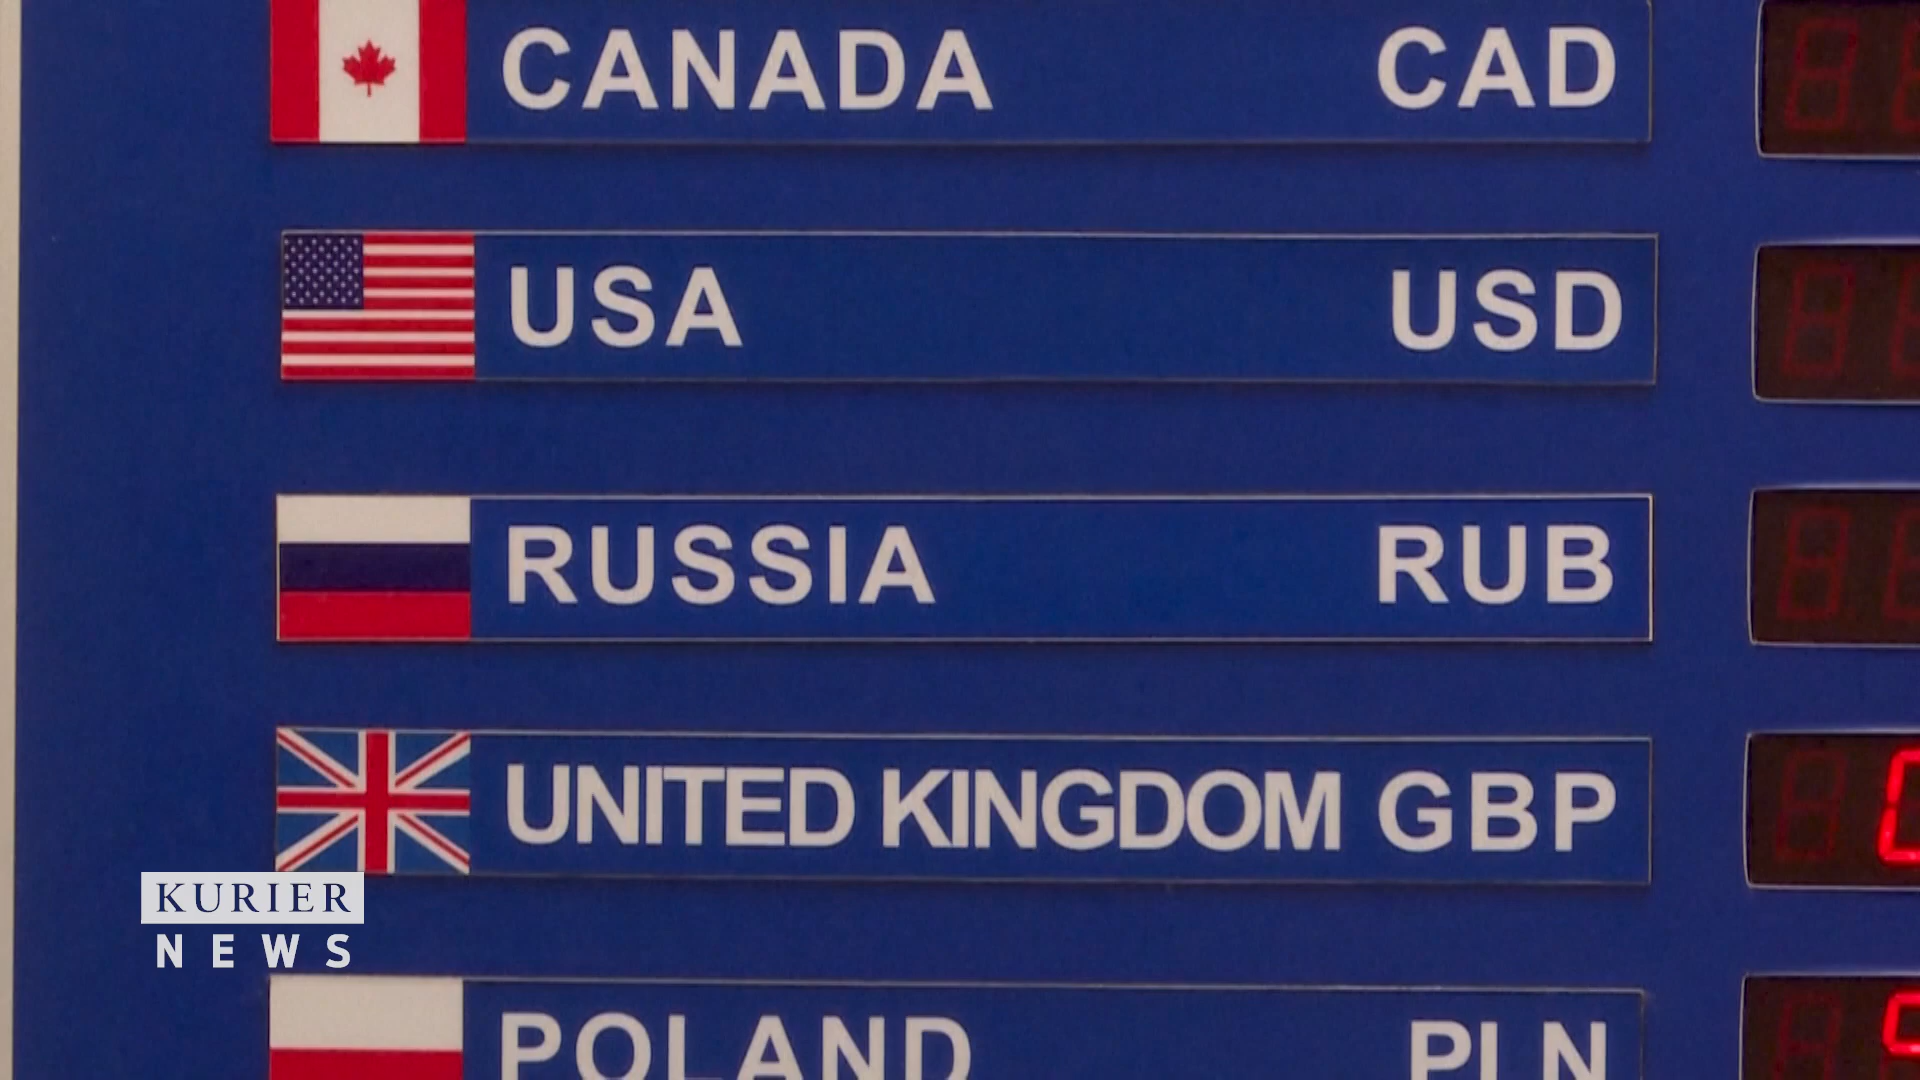 CANADA CAD
USA USD
RUSSIA RUB
UNITED KINGDOM GBP
KURIER
NEWS
POLAND PLN